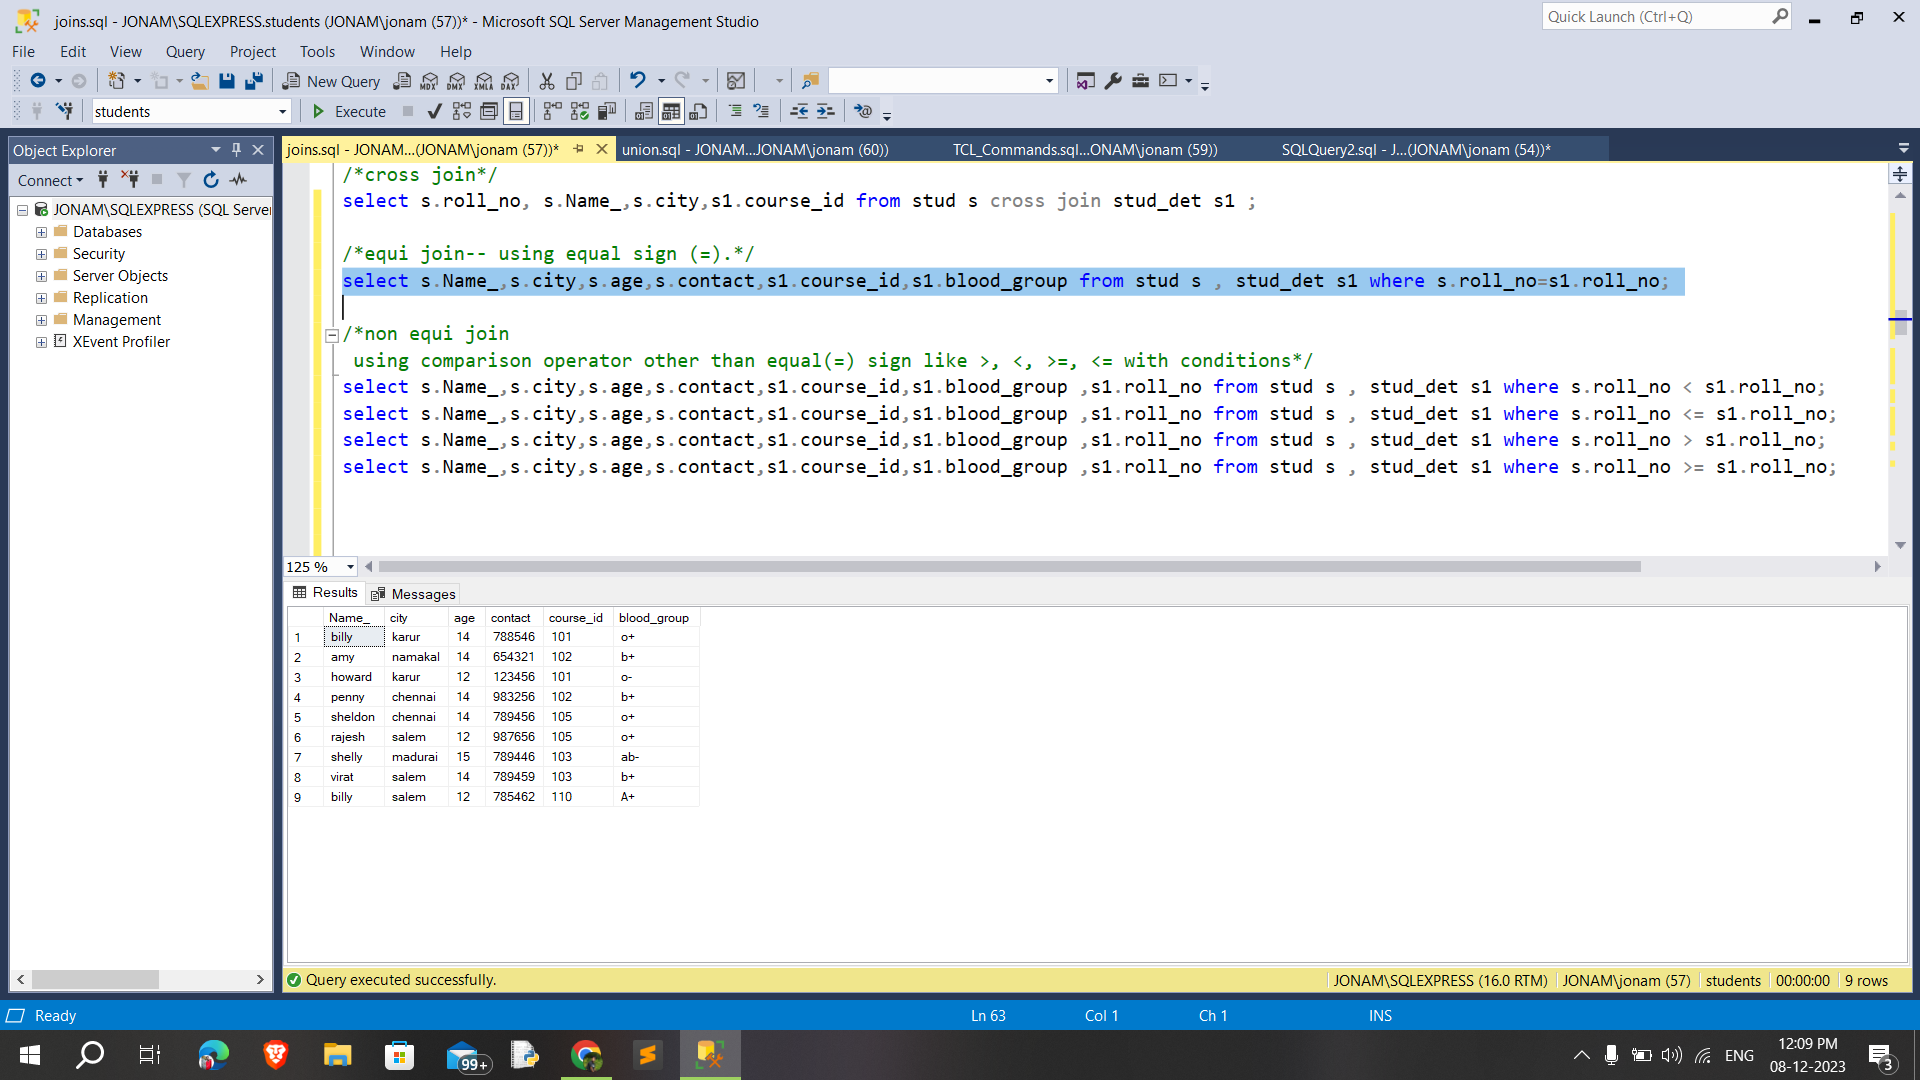 joins.sql - JONAM\SQLEXPRESS.students (JONAM\jonam (57))* - Microsoft SQL Server Management Studio
Quick Launch (Ctrl+Q)
File Edit View Query Project Tools Window Help
New Query
MDX DMX XMLA DAX
students
Execute
Object Explorer
joins.sql - JONAM...(JONAM\jonam (57))*
union.sql - JONAM...JONAM\jonam (60))
TCL_Commands.sql...ONAM\jonam (59))
SQLQuery2.sql - J...(JONAM\jonam (54))*
Connect
JONAM\SQLEXPRESS (SQL Server
Databases
Security
Server Objects
Replication
Management
XEvent Profiler
/*cross join*/
select s.roll_no, s.Name_,s.city,s1.course_id from stud s cross join stud_det s1 ;
/*equi join-- using equal sign (=).*/
select s.Name_,s.city,s.age,s.contact,s1.course_id,s1.blood_group from stud s , stud_det s1 where s.roll_no=s1.roll_no;
/*non equi join
using comparison operator other than equal(=) sign like >, <, >=, <= with conditions*/
select s.Name_,s.city,s.age,s.contact,s1.course_id,s1.blood_group ,s1.roll_no from stud s , stud_det s1 where s.roll_no < s1.roll_no;
select s.Name_,s.city,s.age,s.contact,s1.course_id,s1.blood_group ,s1.roll_no from stud s , stud_det s1 where s.roll_no <= s1.roll_no;
select s.Name_,s.city,s.age,s.contact,s1.course_id,s1.blood_group ,s1.roll_no from stud s , stud_det s1 where s.roll_no > s1.roll_no;
select s.Name_,s.city,s.age,s.contact,s1.course_id,s1.blood_group ,s1.roll_no from stud s , stud_det s1 where s.roll_no >= s1.roll_no;
125 %
Results Messages
Name_ city age contact course_id blood_group
1 billy karur 14 788546 101 o+
2 amy namakal 14 654321 102 b+
3 howard karur 12 123456 101 o-
4 penny chennai 14 983256 102 b+
5 sheldon chennai 14 789456 105 o+
6 rajesh salem 12 987656 105 o+
7 shelly madurai 15 789446 103 ab-
8 virat salem 14 789459 103 b+
9 billy salem 12 785462 110 A+
Query executed successfully.
JONAM\SQLEXPRESS (16.0 RTM) JONAM\jonam (57) students 00:00:00 9 rows
Ready Ln 63 Col 1 Ch 1 INS
99+
ENG
12:09 PM
08-12-2023
3